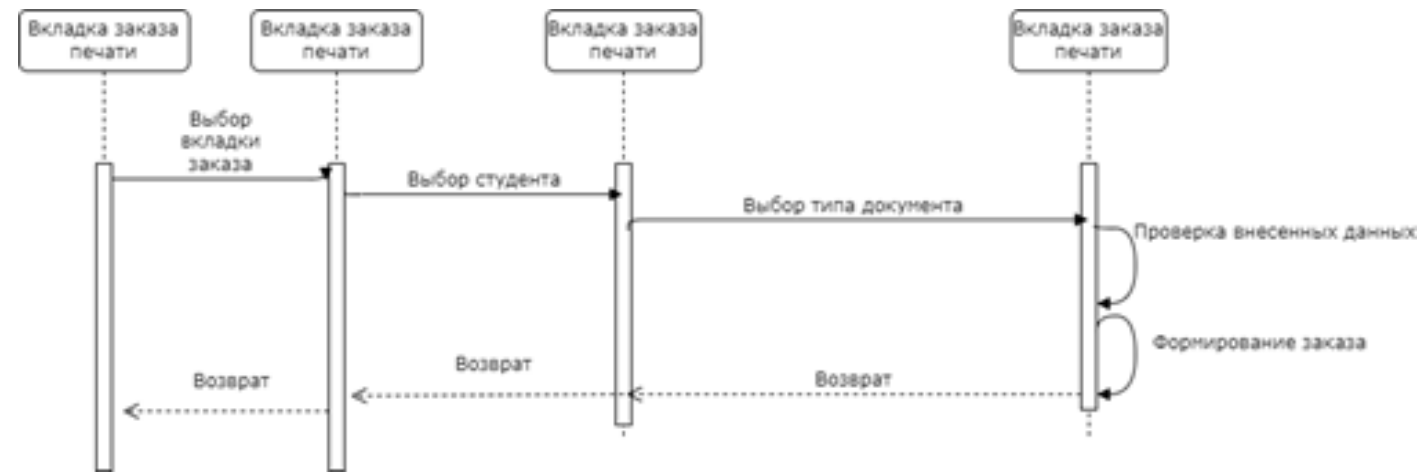 Вкладка заказа
печати
Вкладка заказа
печати
Вкладка заказа
печати
Вкладка заказа
печати
Выбор
вкладки
заказа
Выбор студента
Выбор типа документа
Проверка внесенных данных
Формирование заказа
Возврат
Возврат
Возврат